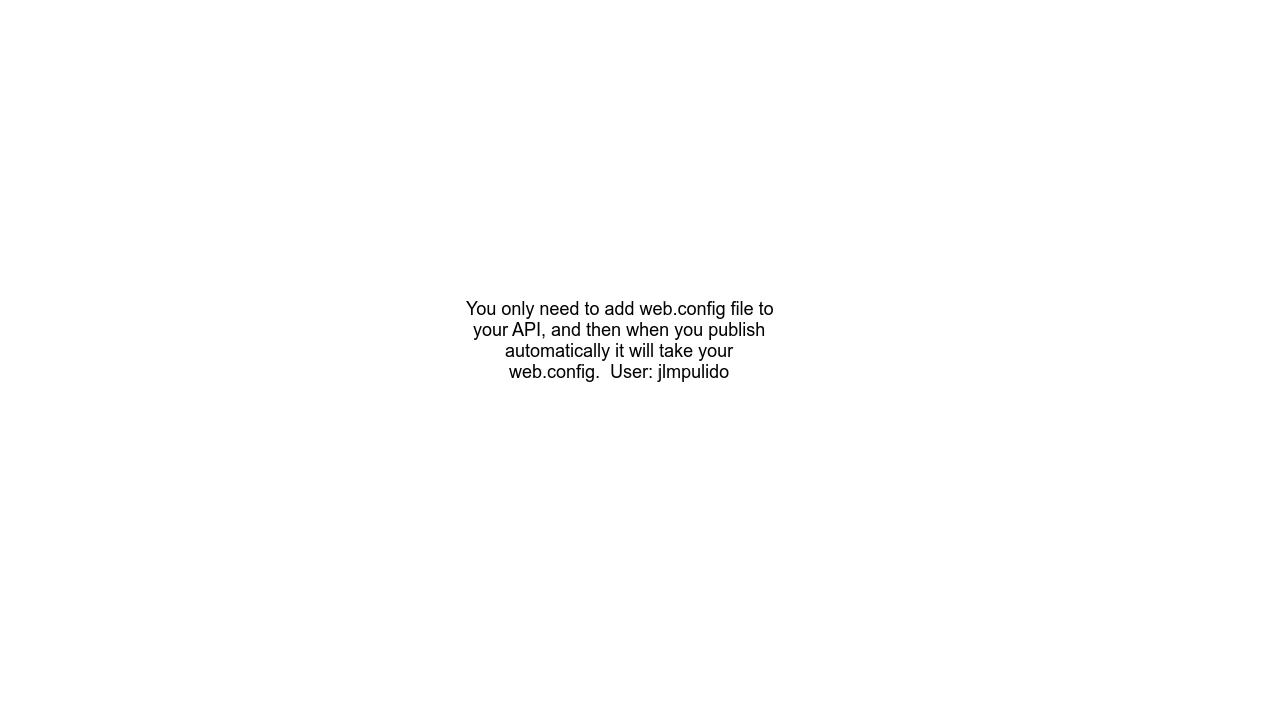 You only need to add web.config file to
your API, and then when you publish
automatically it will take your
web.config.  User: jlmpulido